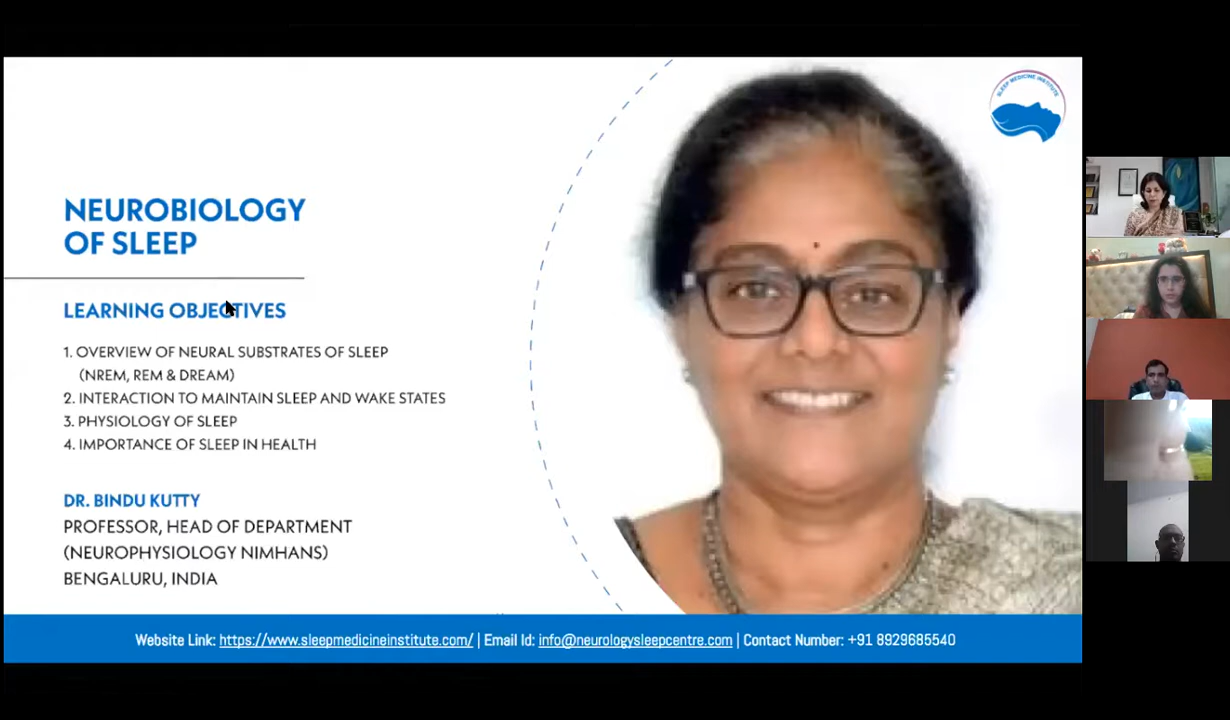 SLEEP MEDICINE INSTITUTE
NEUROBIOLOGY
OF SLEEP
LEARNING OBJECTIVES
1. OVERVIEW OF NEURAL SUBSTRATES OF SLEEP
(NREM, REM & DREAM)
2. INTERACTION TO MAINTAIN SLEEP AND WAKE STATES
3. PHYSIOLOGY OF SLEEP
4. IMPORTANCE OF SLEEP IN HEALTH
DR. BINDU KUTTY
PROFESSOR, HEAD OF DEPARTMENT
(NEUROPHYSIOLOGY NIMHANS)
BENGALURU, INDIA
Website Link: https://www.sleepmedicineinstitute.com/ | Email Id: info@neurologysleepcentre.com | Contact Number: +91 8929685540